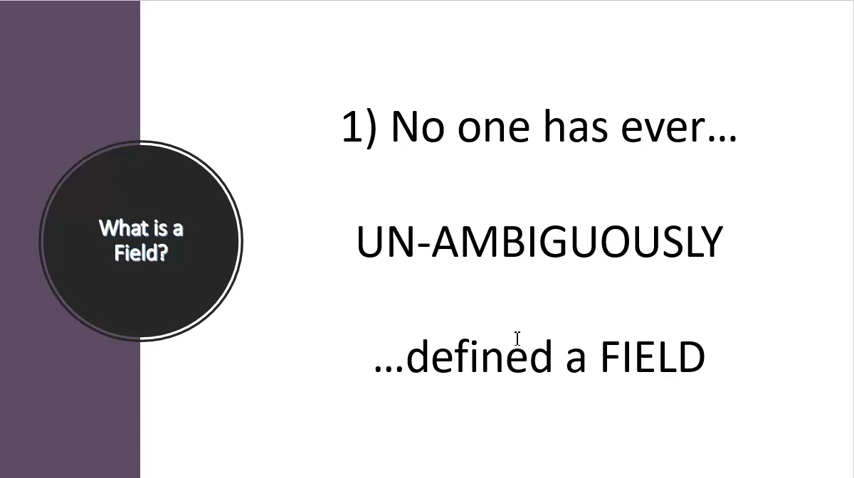 What is a
Field?
1) No one has ever...
UN-AMBIGUOUSLY
...defined a FIELD